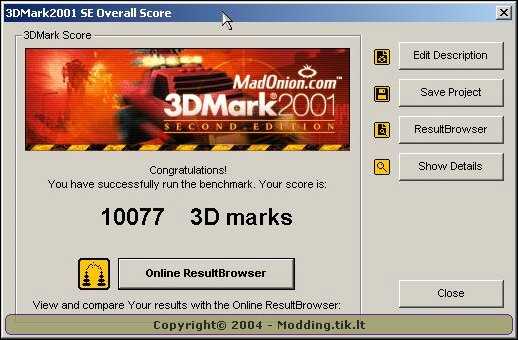 3DMark2001 SE Overall Score
3DMark Score
MadOnion.com™
3DMark®2001
SECOND EDITION
Congratulations!
You have successfully run the benchmark. Your score is:
10077 3D marks
Online ResultBrowser
View and compare Your results with the Online ResultBrowser:
Edit Description
Save Project
ResultBrowser
Show Details
Close
Copyright© 2004 - Modding.tik.lt